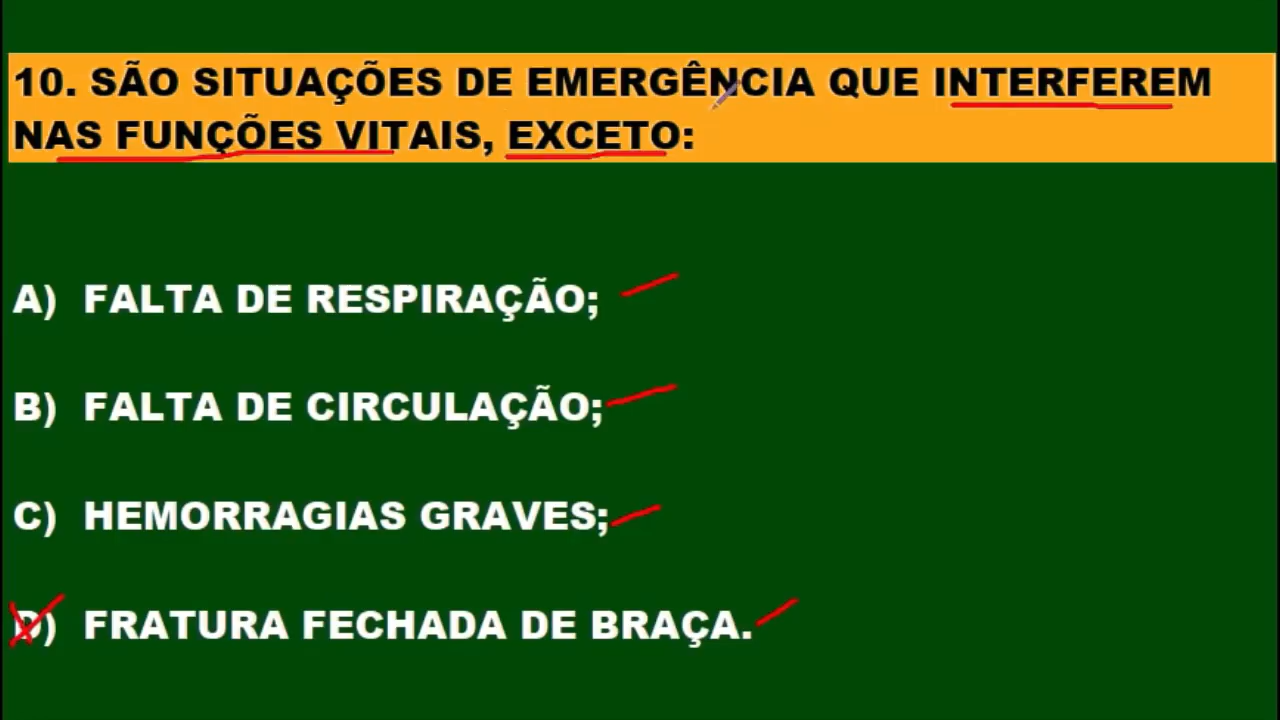 10. SÃO SITUAÇÕES DE EMERGÊNCIA QUE INTERFEREM
NAS FUNÇÕES VITAIS, EXCETO:
A) FALTA DE RESPIRAÇÃO;
B) FALTA DE CIRCULAÇÃO;
C) HEMORRAGIAS GRAVES;
D) FRATURA FECHADA DE BRAÇA.